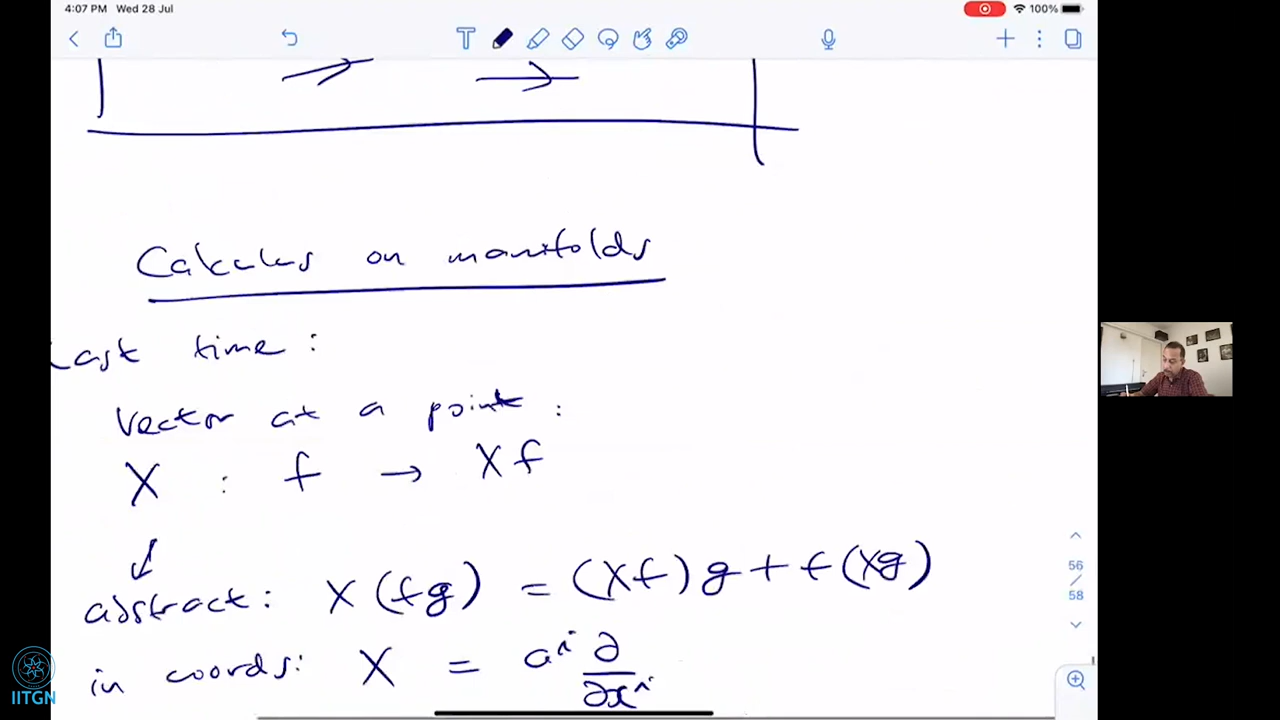 4:07 PM Wed 28 Jul
100%
T
Calculus on manifolds
Last time :
Vector at a point :
X : f → Xf
abstract: X(fg) = (Xf)g + f(Xg)
in coords: X = a^i ∂/∂x^i
56
/
58
IITGN